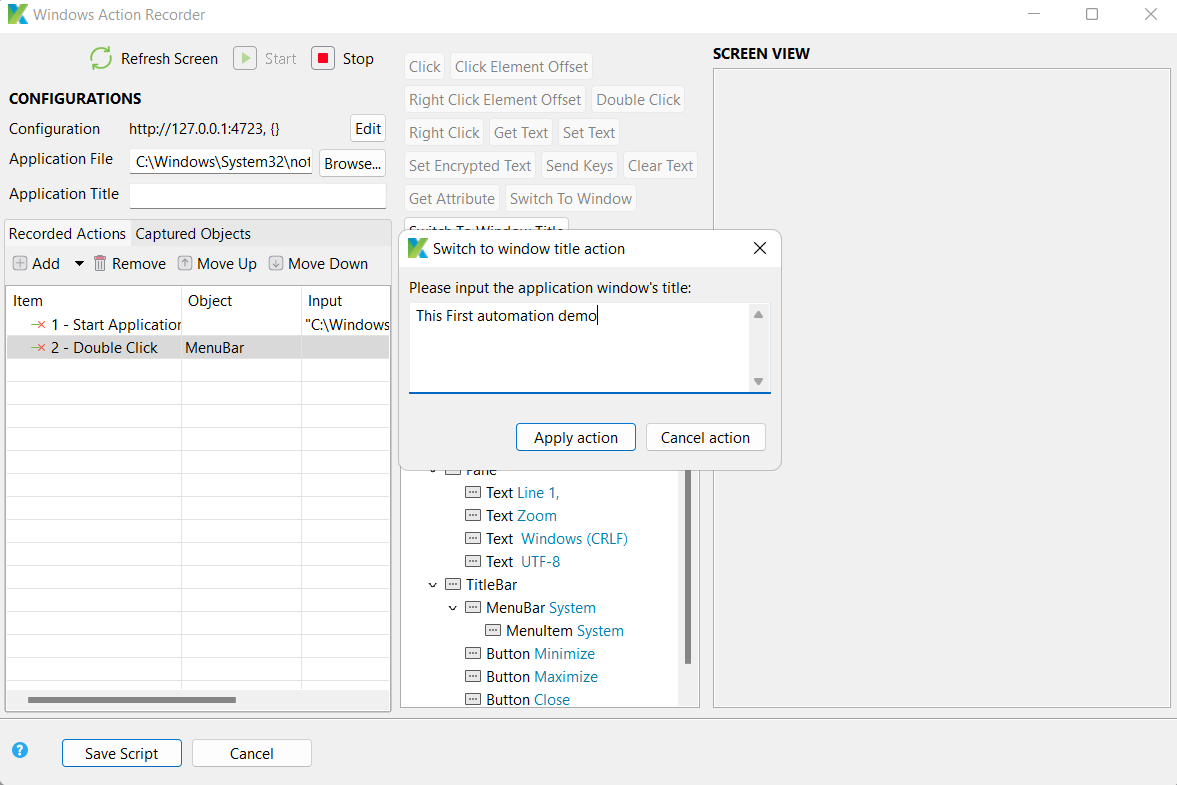 Windows Action Recorder
Refresh Screen Start Stop
CONFIGURATIONS
Configuration http://127.0.0.1:4723, {} Edit
Application File C:\Windows\System32\not Browse...
Application Title
Recorded Actions Captured Objects
Add Remove Move Up Move Down
Item Object Input
1 - Start Application "C:\Windows
2 - Double Click MenuBar
Click Click Element Offset
Right Click Element Offset Double Click
Right Click Get Text Set Text
Set Encrypted Text Send Keys Clear Text
Get Attribute Switch To Window
Switch To Window Title
SCREEN VIEW
Switch to window title action
Please input the application window's title:
This First automation demo
Apply action Cancel action
Pane
Text Line 1,
Text Zoom
Text Windows (CRLF)
Text UTF-8
TitleBar
MenuBar System
MenuItem System
Button Minimize
Button Maximize
Button Close
? Save Script Cancel